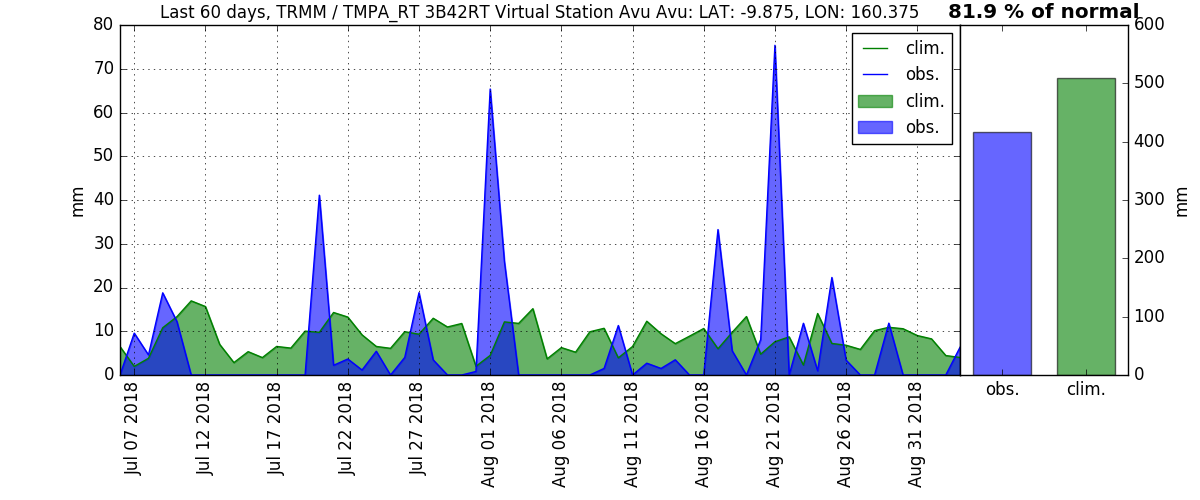 Last 60 days, TRMM / TMPA_RT 3B42RT Virtual Station Avu Avu: LAT: -9.875, LON: 160.375
81.9 % of normal
80
70
60
50
40
30
20
10
0
mm
clim.
obs.
clim.
obs.
600
500
400
300
200
100
0
mm
Jul 07 2018
Jul 12 2018
Jul 17 2018
Jul 22 2018
Jul 27 2018
Aug 01 2018
Aug 06 2018
Aug 11 2018
Aug 16 2018
Aug 21 2018
Aug 26 2018
Aug 31 2018
obs.
clim.